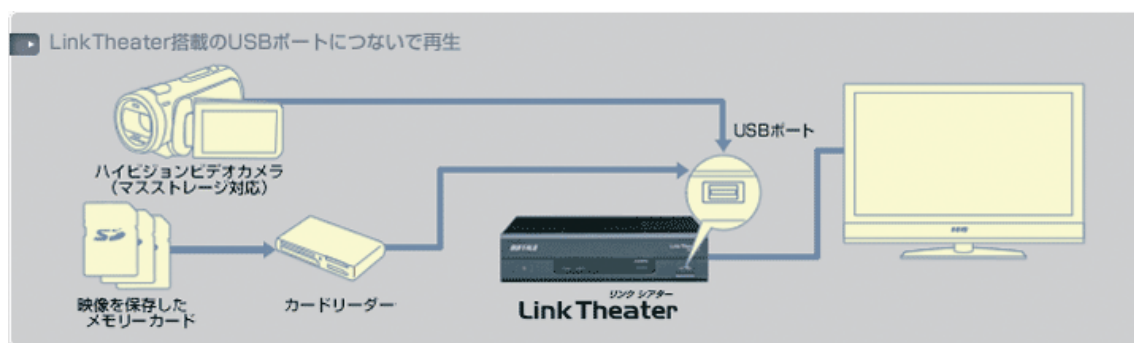 LinkTheater搭載のUSBポートにつないで再生
USBポート
ハイビジョンビデオカメラ
(マスストレージ対応)
SD
BUFFALO
映像を保存した
メモリーカード
カードリーダー
リンク シアター
LinkTheater